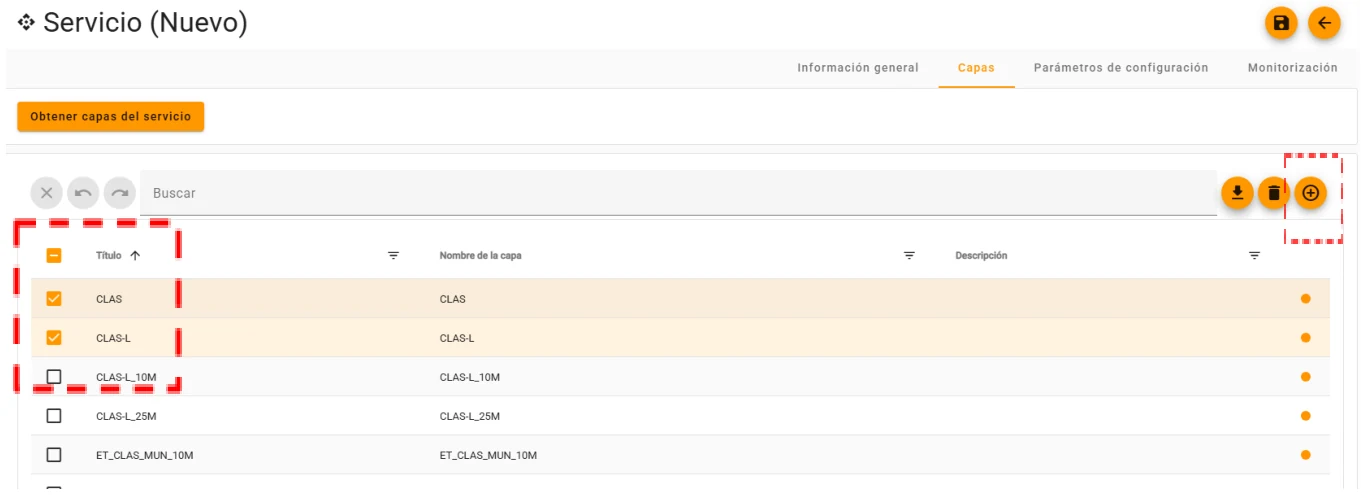 Servicio (Nuevo)
Información general Capas Parámetros de configuración Monitorización
Obtener capas del servicio
Buscar
Título Nombre de la capa Descripción
CLAS CLAS
CLAS-L CLAS-L
CLAS-L_10M CLAS-L_10M
CLAS-L_25M CLAS-L_25M
ET_CLAS_MUN_10M ET_CLAS_MUN_10M